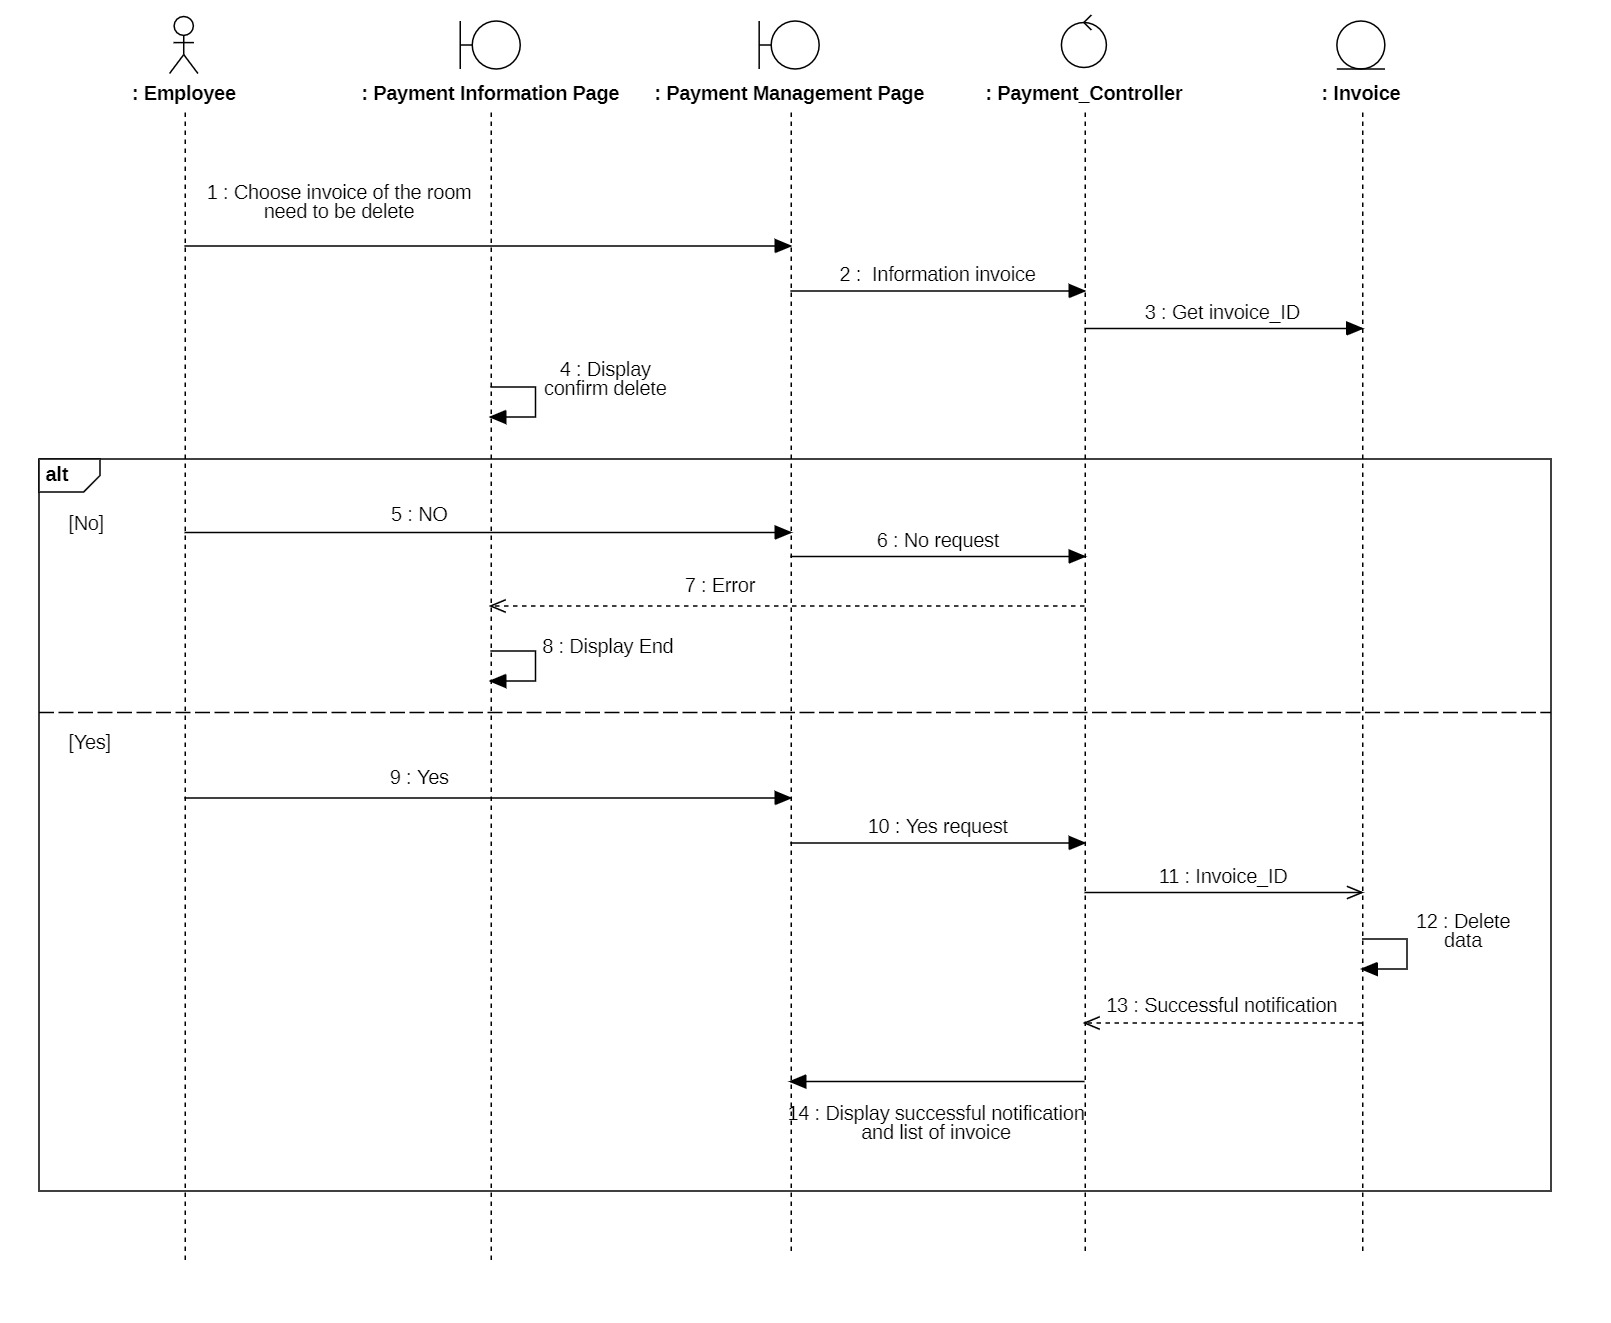 : Employee
: Payment Information Page
: Payment Management Page
: Payment_Controller
: Invoice
1 : Choose invoice of the room
need to be delete
2 :  Information invoice
3 : Get invoice_ID
4 : Display
confirm delete
alt
[No]
5 : NO
6 : No request
7 : Error
8 : Display End
[Yes]
9 : Yes
10 : Yes request
11 : Invoice_ID
12 : Delete
data
13 : Successful notification
14 : Display successful notification
and list of invoice